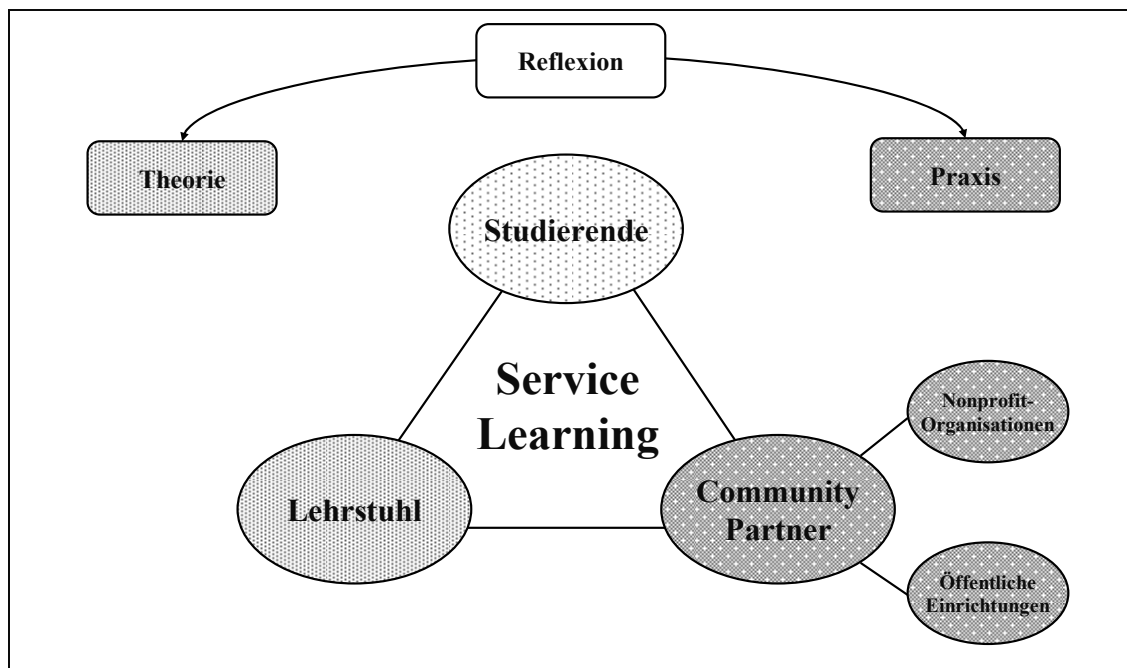 Reflexion
Theorie
Praxis
Studierende
Service
Learning
Nonprofit-
Organisationen
Lehrstuhl
Community
Partner
Öffentliche
Einrichtungen